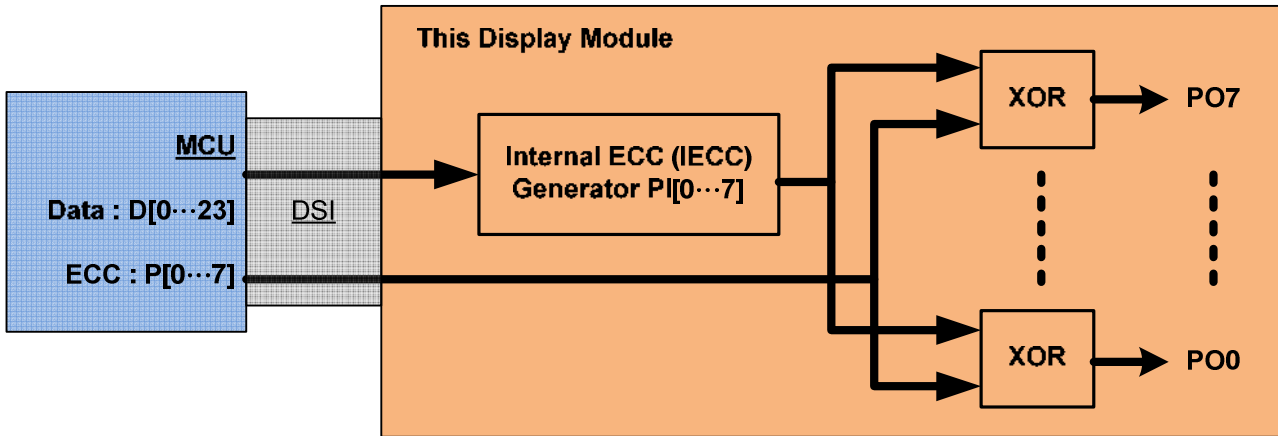 This Display Module
MCU
Data : D[0⋯23]
ECC : P[0⋯7]
DSI
Internal ECC (IECC)
Generator PI[0⋯7]
XOR
PO7
XOR
PO0